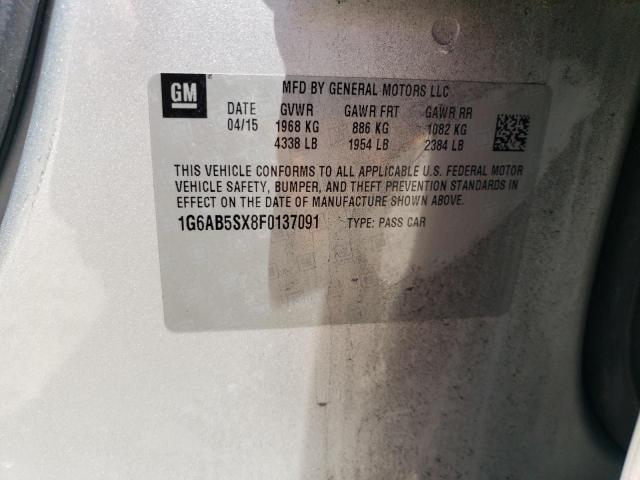 GM
MFD BY GENERAL MOTORS LLC
DATE GVWR GAWR FRT GAWR RR
04/15 1968 KG 886 KG 1082 KG
4338 LB 1954 LB 2384 LB
THIS VEHICLE CONFORMS TO ALL APPLICABLE U.S. FEDERAL MOTOR
VEHICLE SAFETY, BUMPER, AND THEFT PREVENTION STANDARDS IN
EFFECT ON THE DATE OF MANUFACTURE SHOWN ABOVE.
1G6AB5SX8F0137091 TYPE: PASS CAR